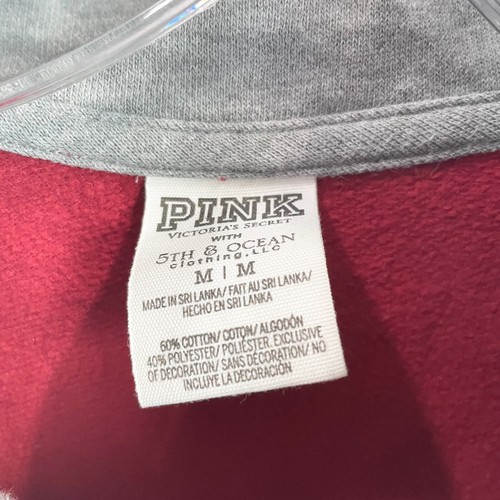 PINK
VICTORIA'S SECRET
WITH
5TH & OCEAN
clothing, LLC
M | M
MADE IN SRI LANKA/ FAIT AU SRI LANKA/
HECHO EN SRI LANKA
60% COTTON/ COTON/ ALGODÓN
40% POLYESTER/ POLIÉSTER. EXCLUSIVE
OF DECORATION/ SANS DÉCORATION/ NO
INCLUYE LA DECORACIÓN